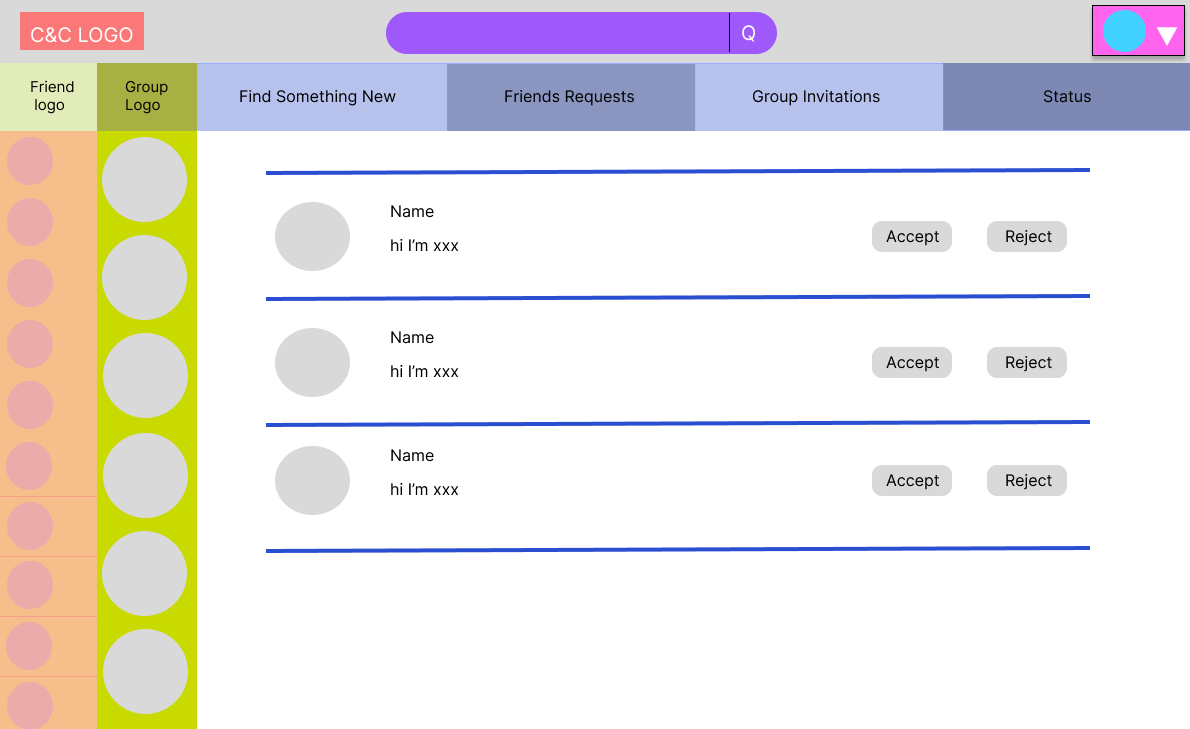 C&C LOGO
Q
Friend
logo
Group
Logo
Find Something New
Friends Requests
Group Invitations
Status
Name
hi I’m xxx
Accept
Reject
Name
hi I’m xxx
Accept
Reject
Name
hi I’m xxx
Accept
Reject